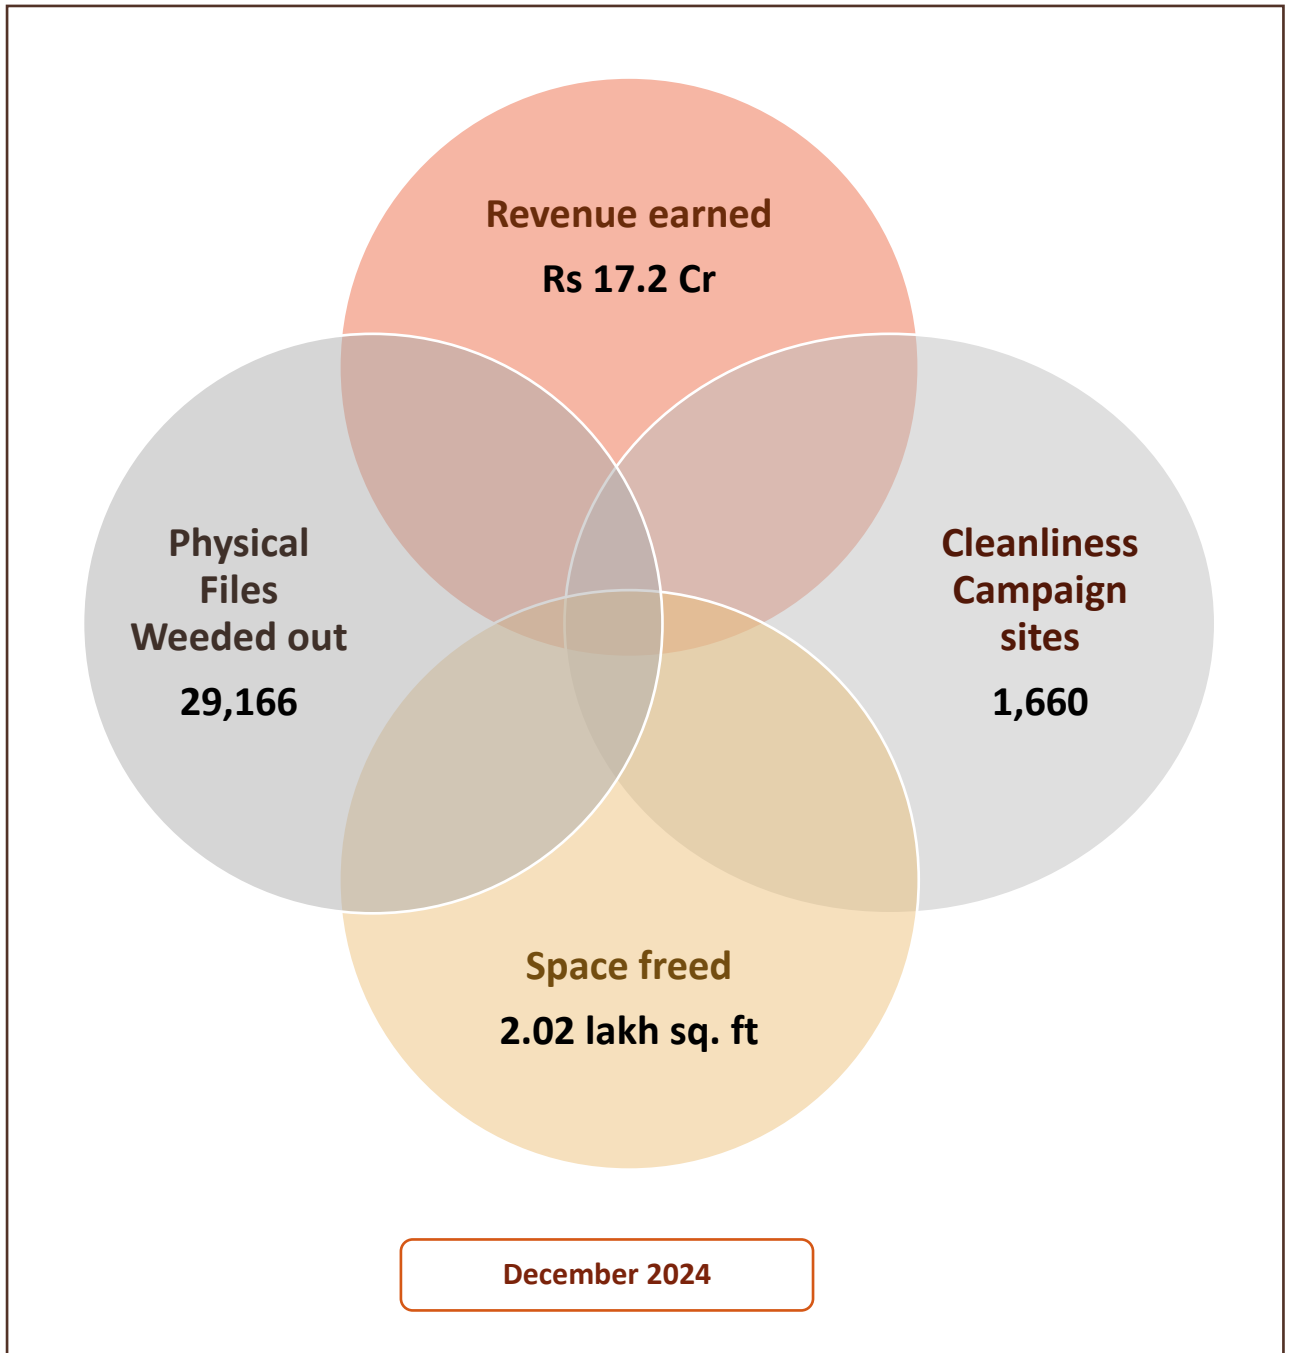 Revenue earned
Rs 17.2 Cr
Physical
Files
Weeded out
29,166
Cleanliness
Campaign
sites
1,660
Space freed
2.02 lakh sq. ft
December 2024